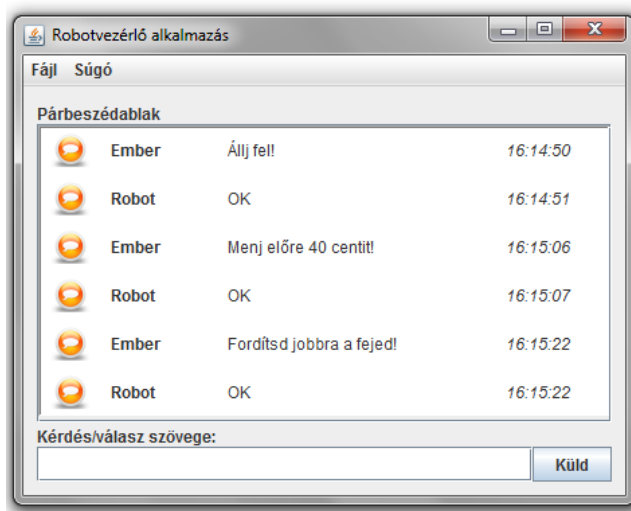 Robotvezérlő alkalmazás
Fájl Súgó
Párbeszédablak
Ember Állj fel! 16:14:50
Robot OK 16:14:51
Ember Menj előre 40 centit! 16:15:06
Robot OK 16:15:07
Ember Fordítsd jobbra a fejed! 16:15:22
Robot OK 16:15:22
Kérdés/válasz szövege:
Küld